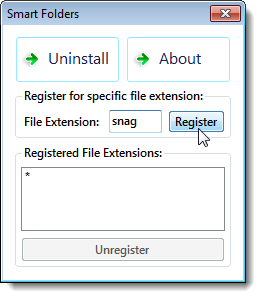 Smart Folders
Uninstall
About
Register for specific file extension:
File Extension:
snag
Register
Registered File Extensions:
*
Unregister